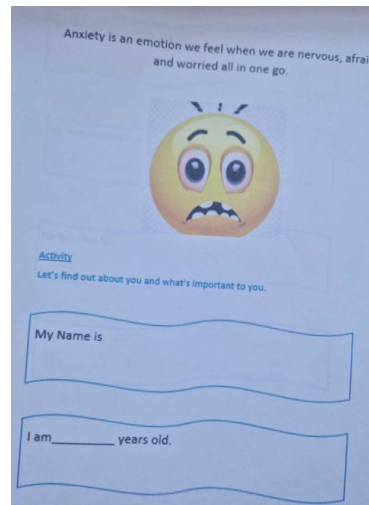 Anxiety is an emotion we feel when we are nervous, afrai
and worried all in one go.
Activity
Let's find out about you and what's important to you.
My Name is
I am_________ years old.